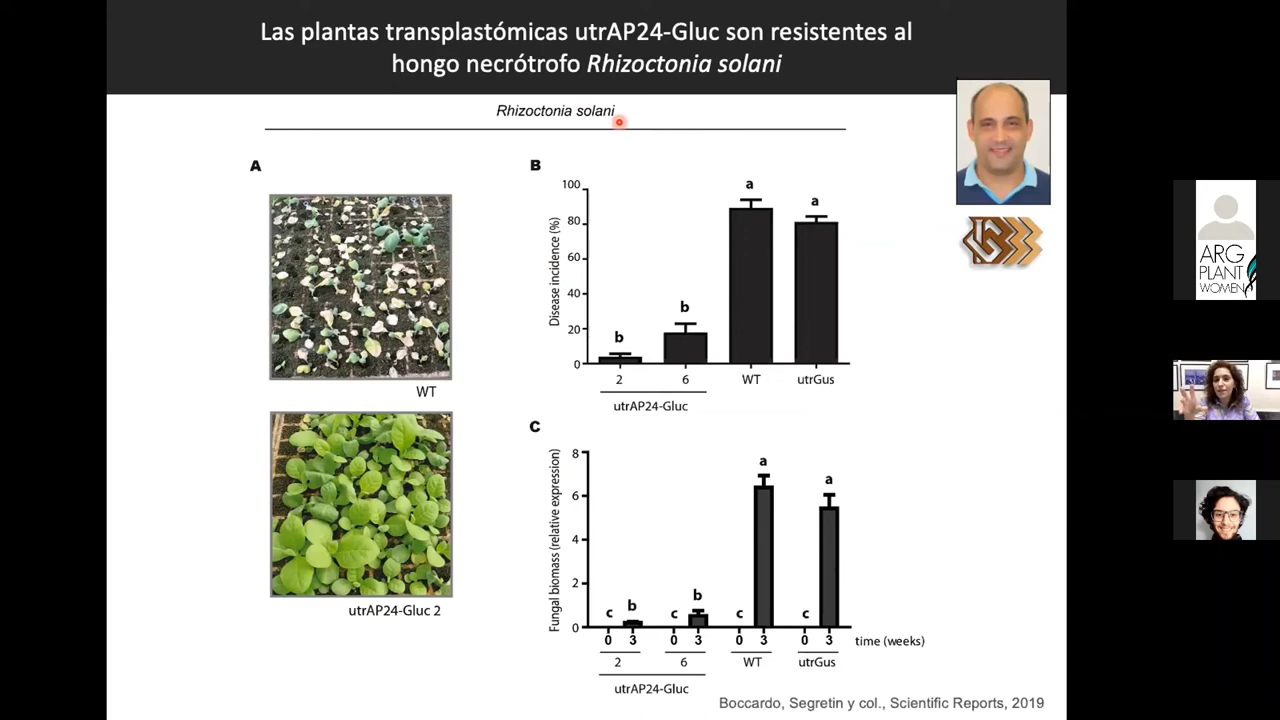 Las plantas transplastómicas utrAP24-Gluc son resistentes al
hongo necrótrofo Rhizoctonia solani
Rhizoctonia solani
A
WT
utrAP24-Gluc 2
B
Disease incidence (%)
100
80
60
40
20
0
b
b
a
a
2
6
WT
utrGus
utrAP24-Gluc
C
Fungal biomass (relative expression)
8
6
4
2
0
c
b
c
b
c
a
c
a
0
3
0
3
0
3
0
3
time (weeks)
2
6
WT
utrGus
utrAP24-Gluc
Boccardo, Segretin y col., Scientific Reports, 2019
ARG
PLANT
WOMEN